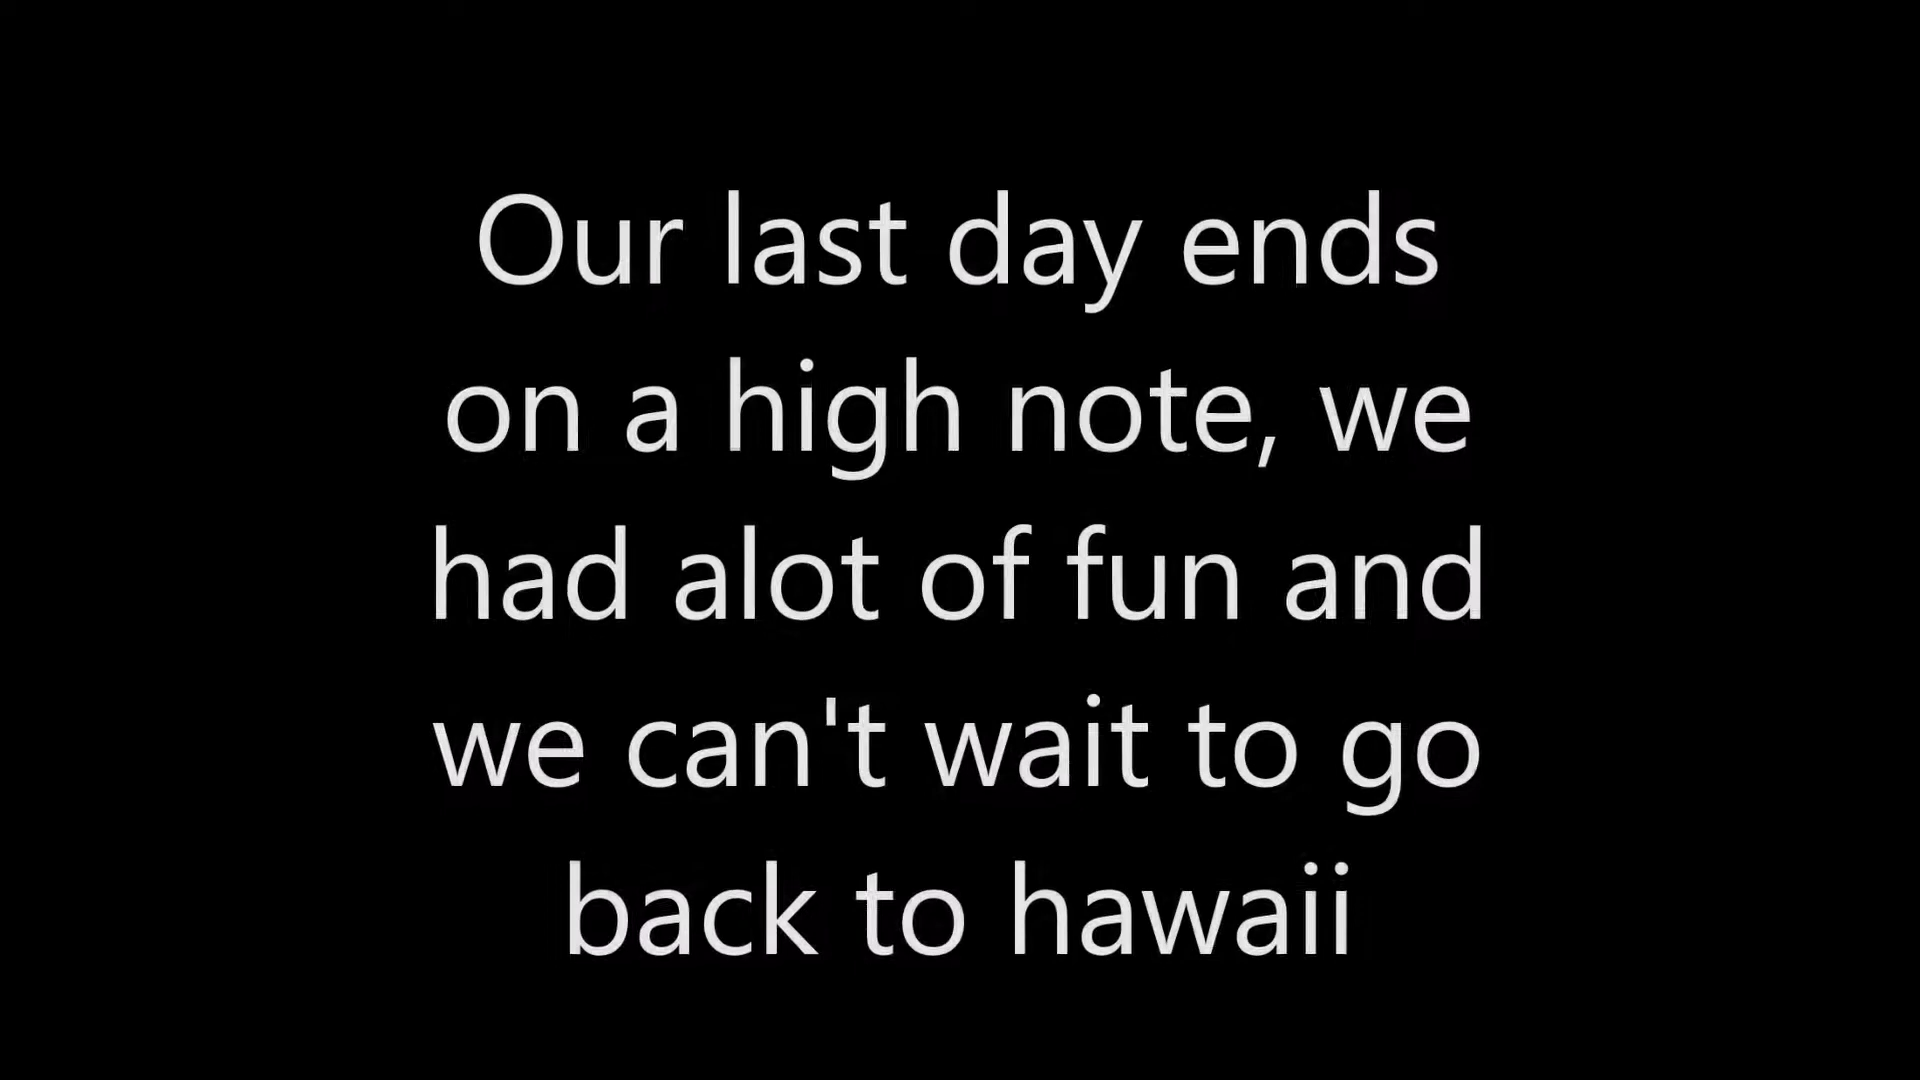 Our last day ends
on a high note, we
had alot of fun and
we can't wait to go
back to hawaii